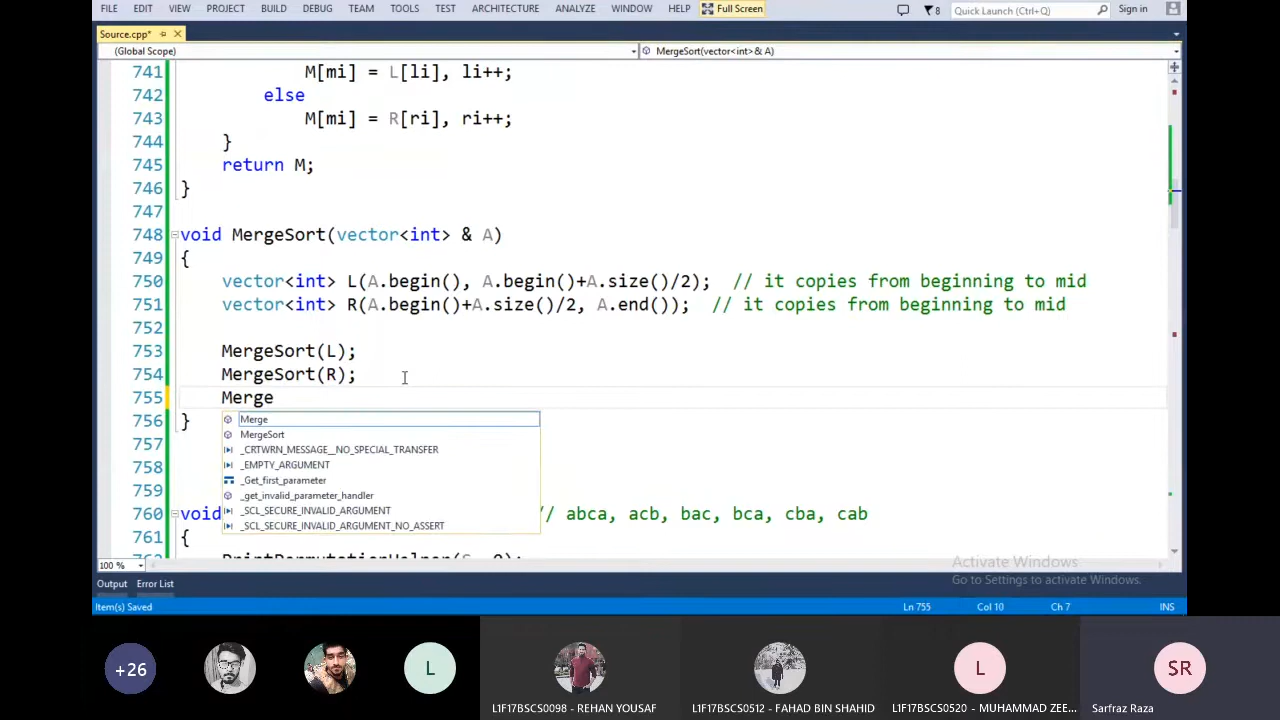 FILE EDIT VIEW PROJECT BUILD DEBUG TEAM TOOLS TEST ARCHITECTURE ANALYZE WINDOW HELP Full Screen 8 Quick Launch (Ctrl+Q) Sign in
Source.cpp*
(Global Scope) MergeSort(vector<int>& A)
741 M[mi] = L[li], li++;
742 else
743 M[mi] = R[ri], ri++;
744 }
745 return M;
746 }
747
748 void MergeSort(vector<int> & A)
749 {
750 vector<int> L(A.begin(), A.begin()+A.size()/2); // it copies from beginning to mid
751 vector<int> R(A.begin()+A.size()/2, A.end()); // it copies from beginning to mid
752
753 MergeSort(L);
754 MergeSort(R);
755 Merge
756 }
Merge
757
MergeSort
_CRTWRN_MESSAGE__NO_SPECIAL_TRANSFER
758
_EMPTY_ARGUMENT
_Get_first_parameter
759
_get_invalid_parameter_handler
_SCL_SECURE_INVALID_ARGUMENT
760 void // abca, acb, bac, bca, cba, cab
_SCL_SECURE_INVALID_ARGUMENT_NO_ASSERT
761 {
100 %
Activate Windows
Go to Settings to activate Windows.
Output Error List
Item(s) Saved Ln 755 Col 10 Ch 7 INS
+26 L L SR
L1F17BSCS0098 - REHAN YOUSAF L1F17BSCS0512 - FAHAD BIN SHAHID L1F17BSCS0520 - MUHAMMAD ZEE... Sarfraz Raza